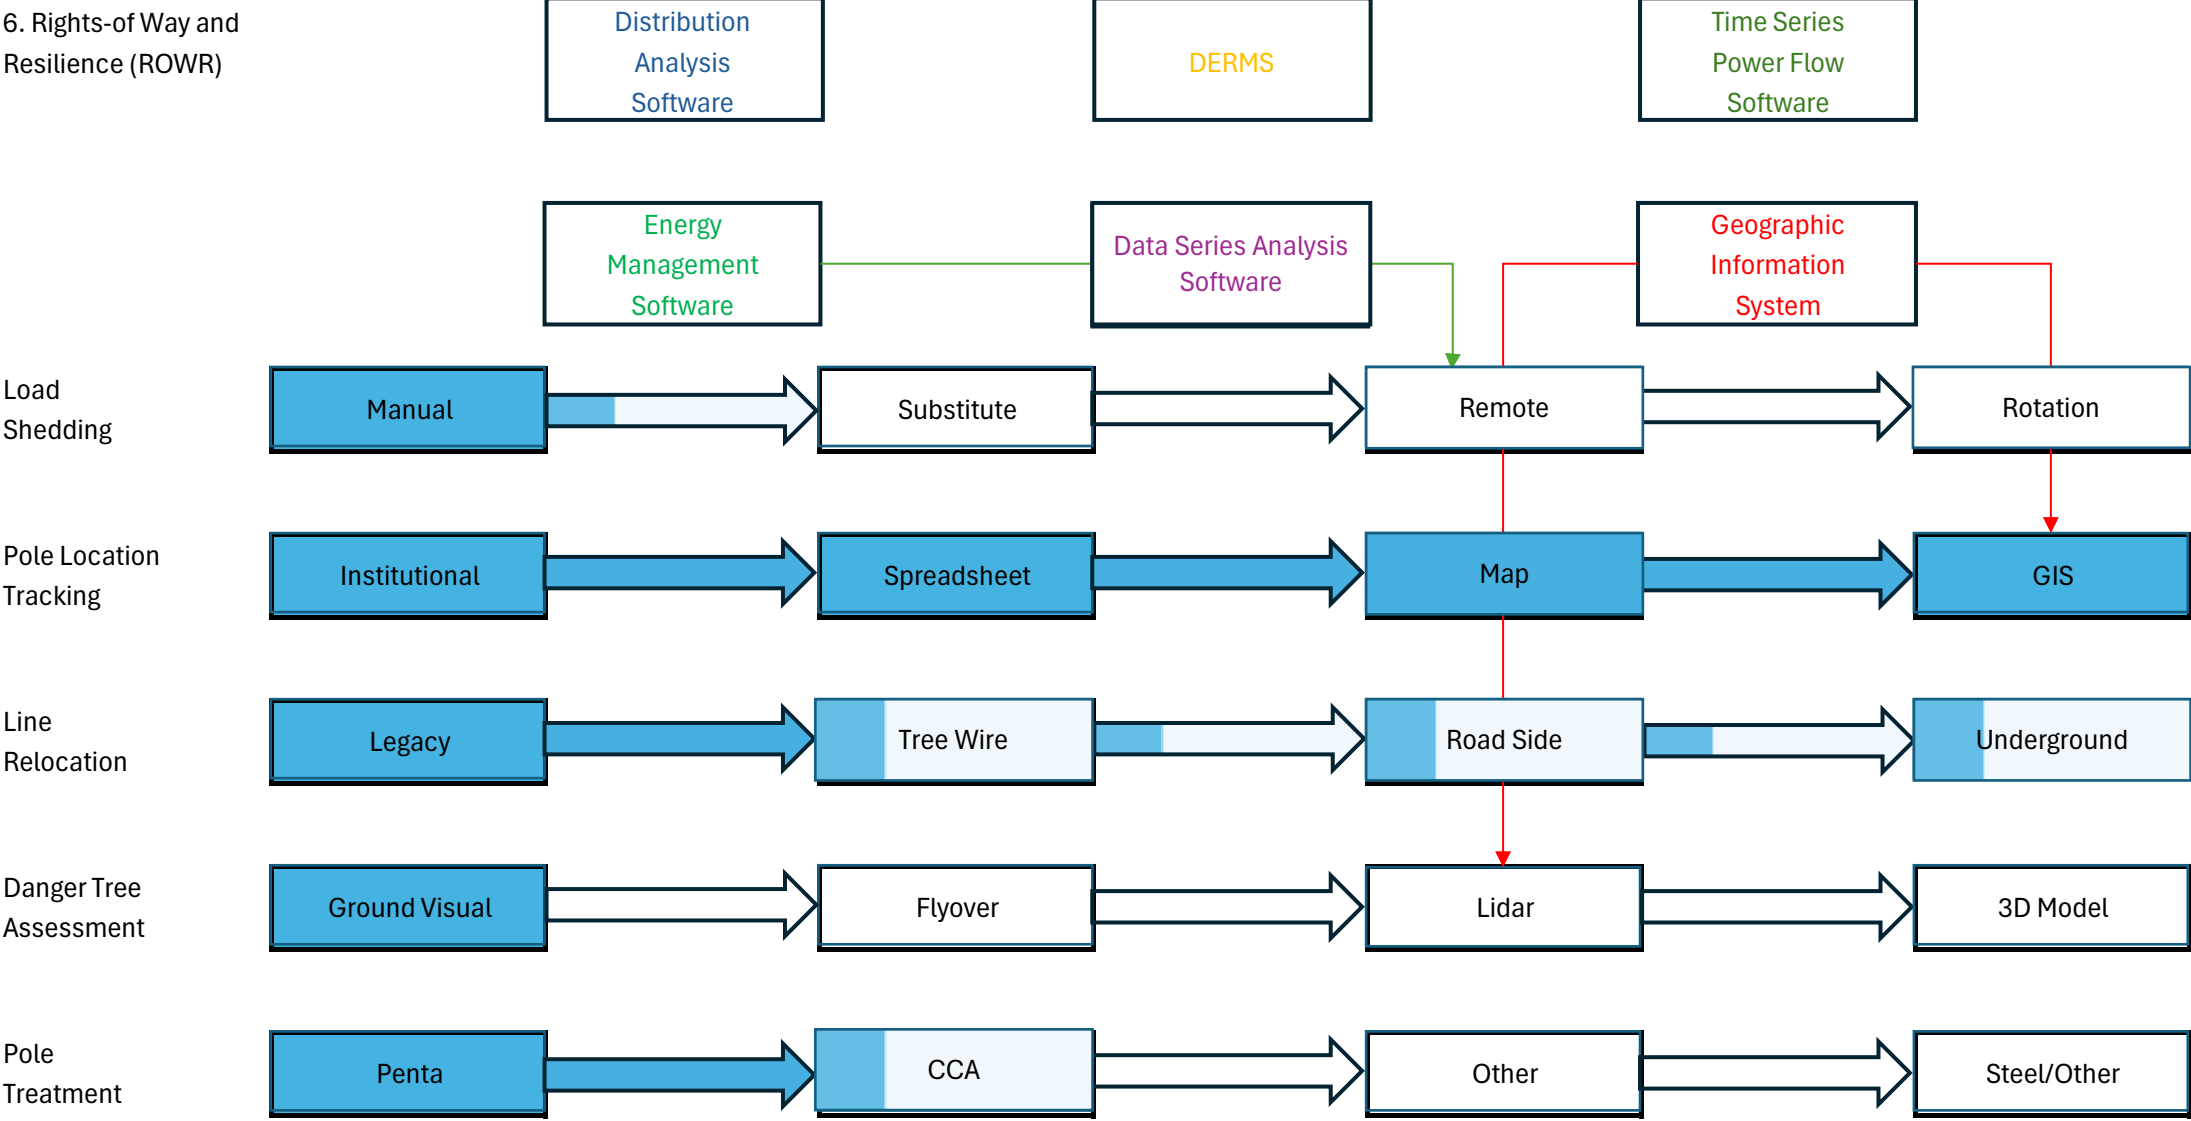 6. Rights-of Way and
Resilience (ROWR)
Distribution
Analysis
Software
DERMS
Time Series
Power Flow
Software
Energy
Management
Software
Data Series Analysis
Software
Geographic
Information
System
Load
Shedding
Manual
Substitute
Remote
Rotation
Pole Location
Tracking
Institutional
Spreadsheet
Map
GIS
Line
Relocation
Legacy
Tree Wire
Road Side
Underground
Danger Tree
Assessment
Ground Visual
Flyover
Lidar
3D Model
Pole
Treatment
Penta
CCA
Other
Steel/Other